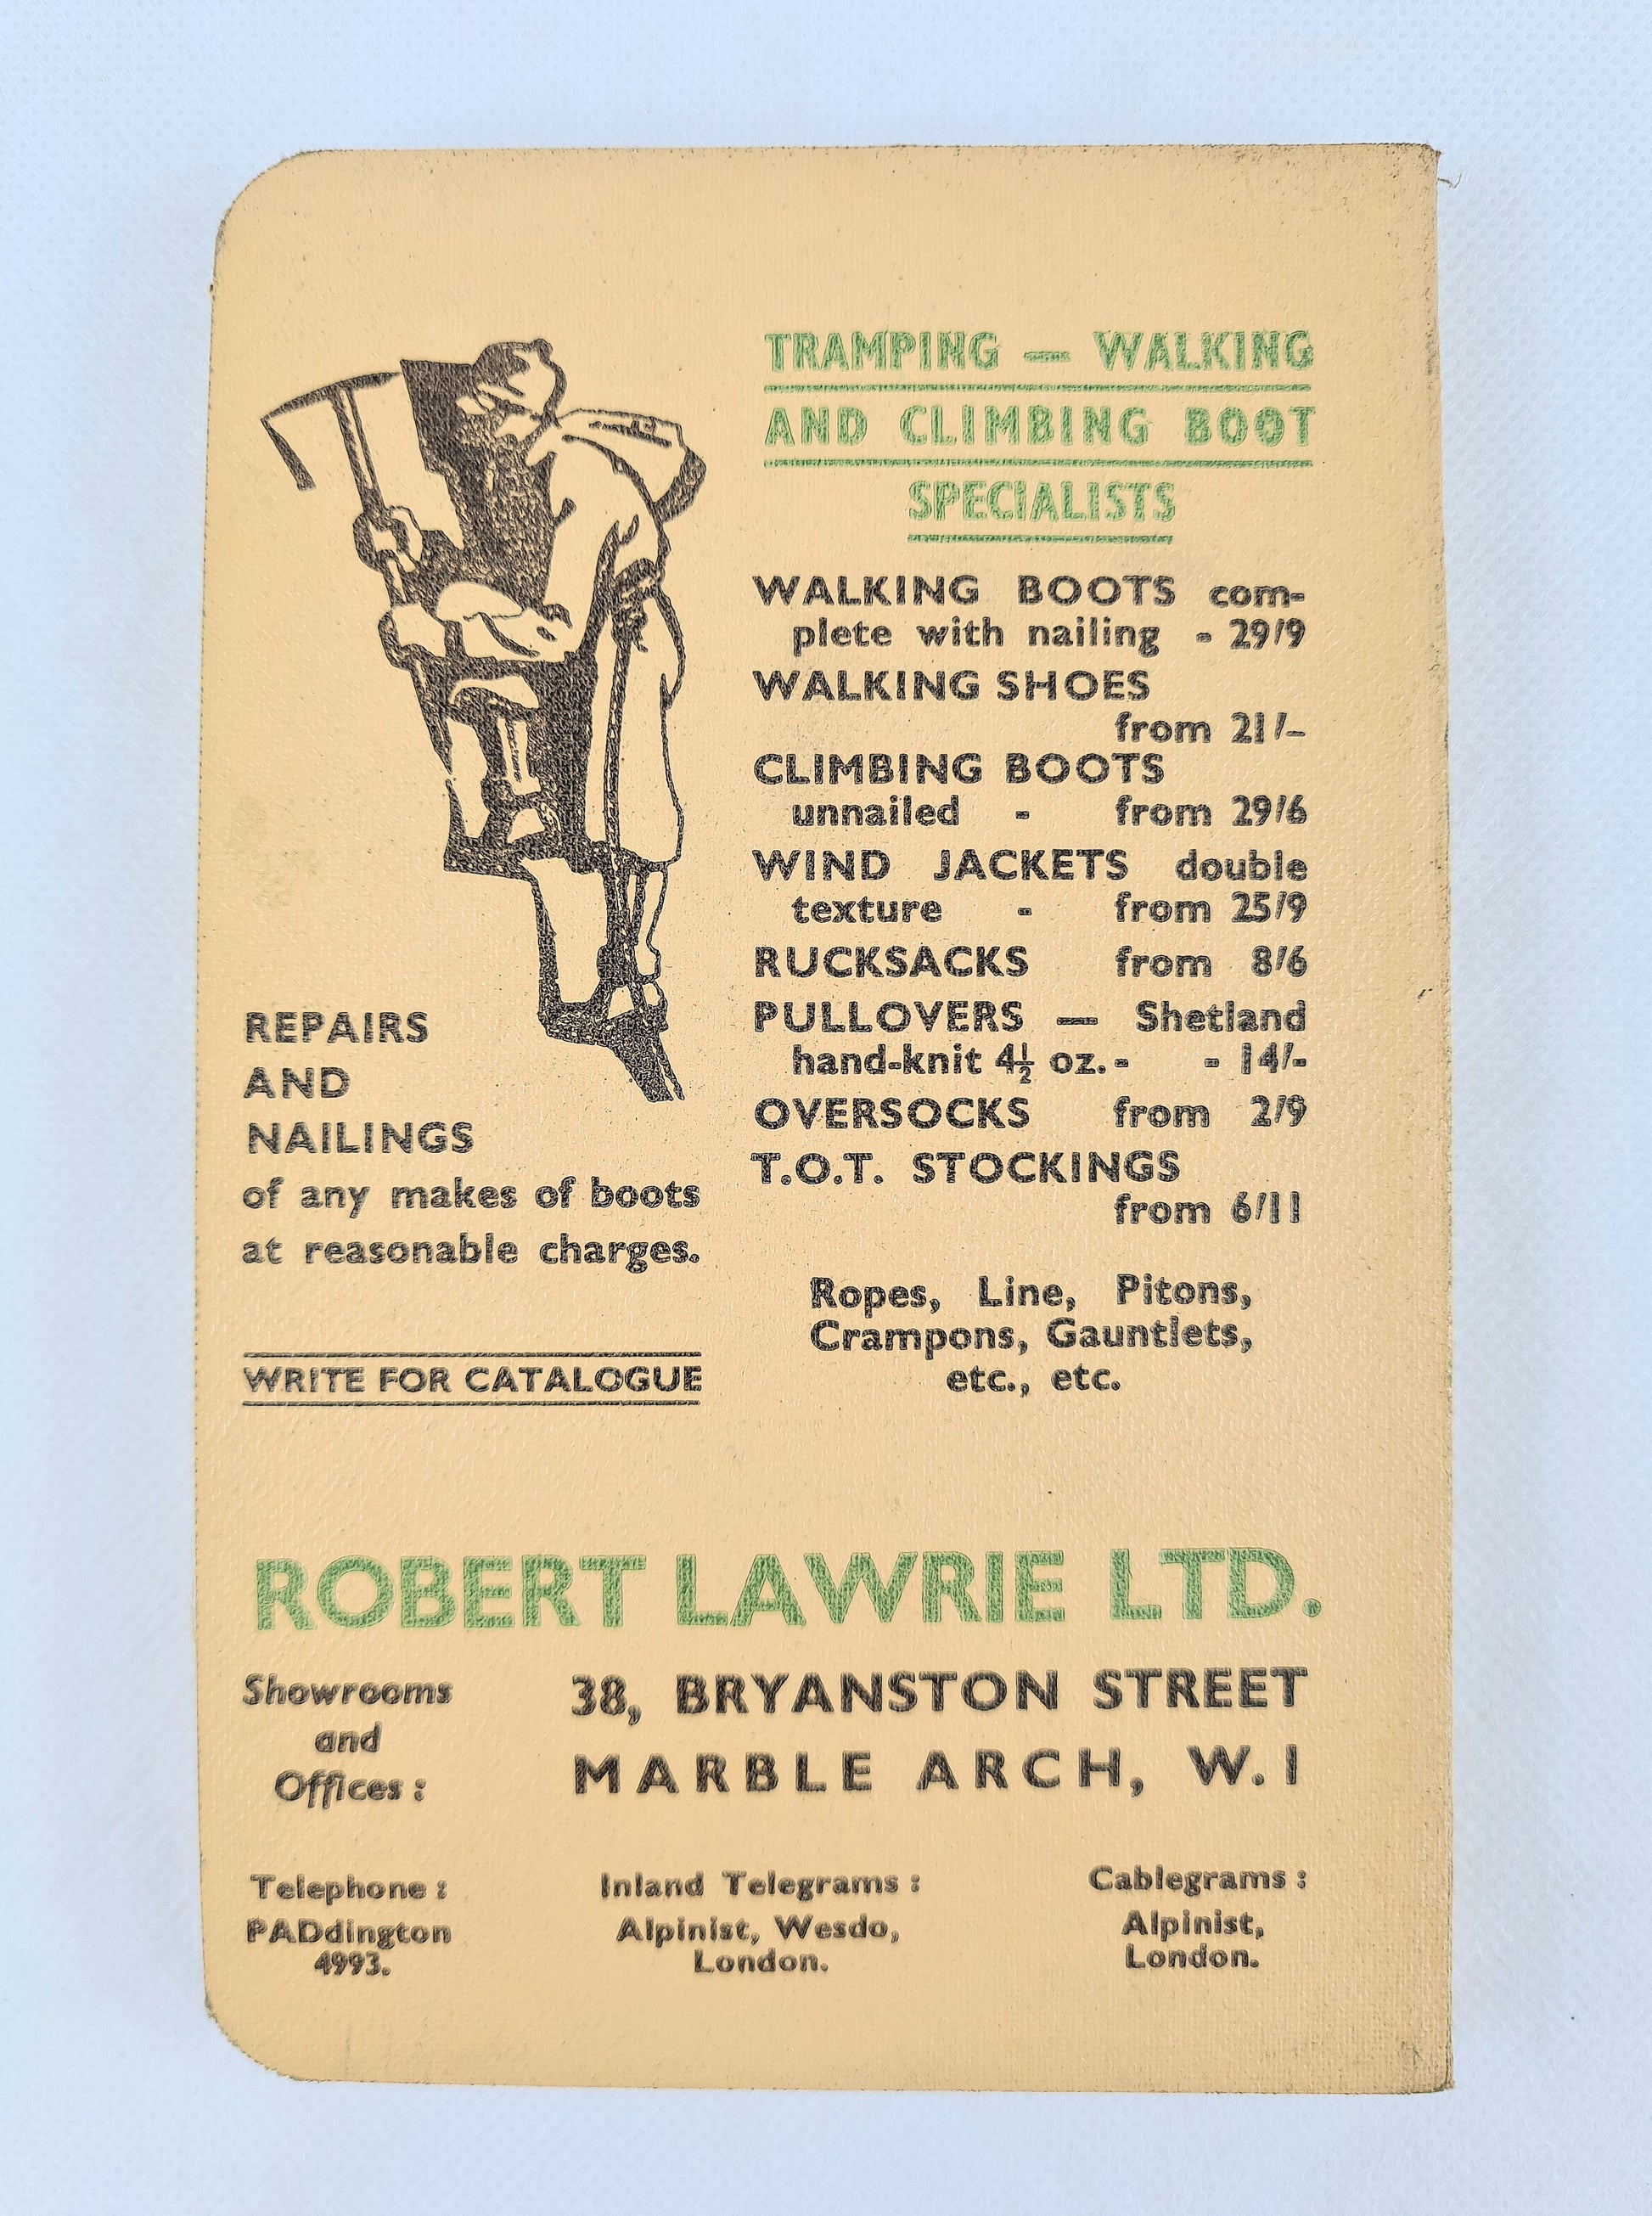 TRAMPING — WALKING
AND CLIMBING BOOT
SPECIALISTS
WALKING BOOTS com-
plete with nailing - 29/9
WALKING SHOES
from 21/-
CLIMBING BOOTS
unnailed - from 29/6
WIND JACKETS double
texture - from 25/9
RUCKSACKS from 8/6
PULLOVERS — Shetland
hand-knit 4½ oz. - - 14/-
OVERSOCKS from 2/9
T.O.T. STOCKINGS
from 6/11
Ropes, Line, Pitons,
Crampons, Gauntlets,
etc., etc.
REPAIRS
AND
NAILINGS
of any makes of boots
at reasonable charges.
WRITE FOR CATALOGUE
ROBERT LAWRIE LTD.
Showrooms
and
Offices :
38, BRYANSTON STREET
MARBLE ARCH, W.1
Telephone :
PADdington
4993.
Inland Telegrams :
Alpinist, Wesdo,
London.
Cablegrams :
Alpinist,
London.